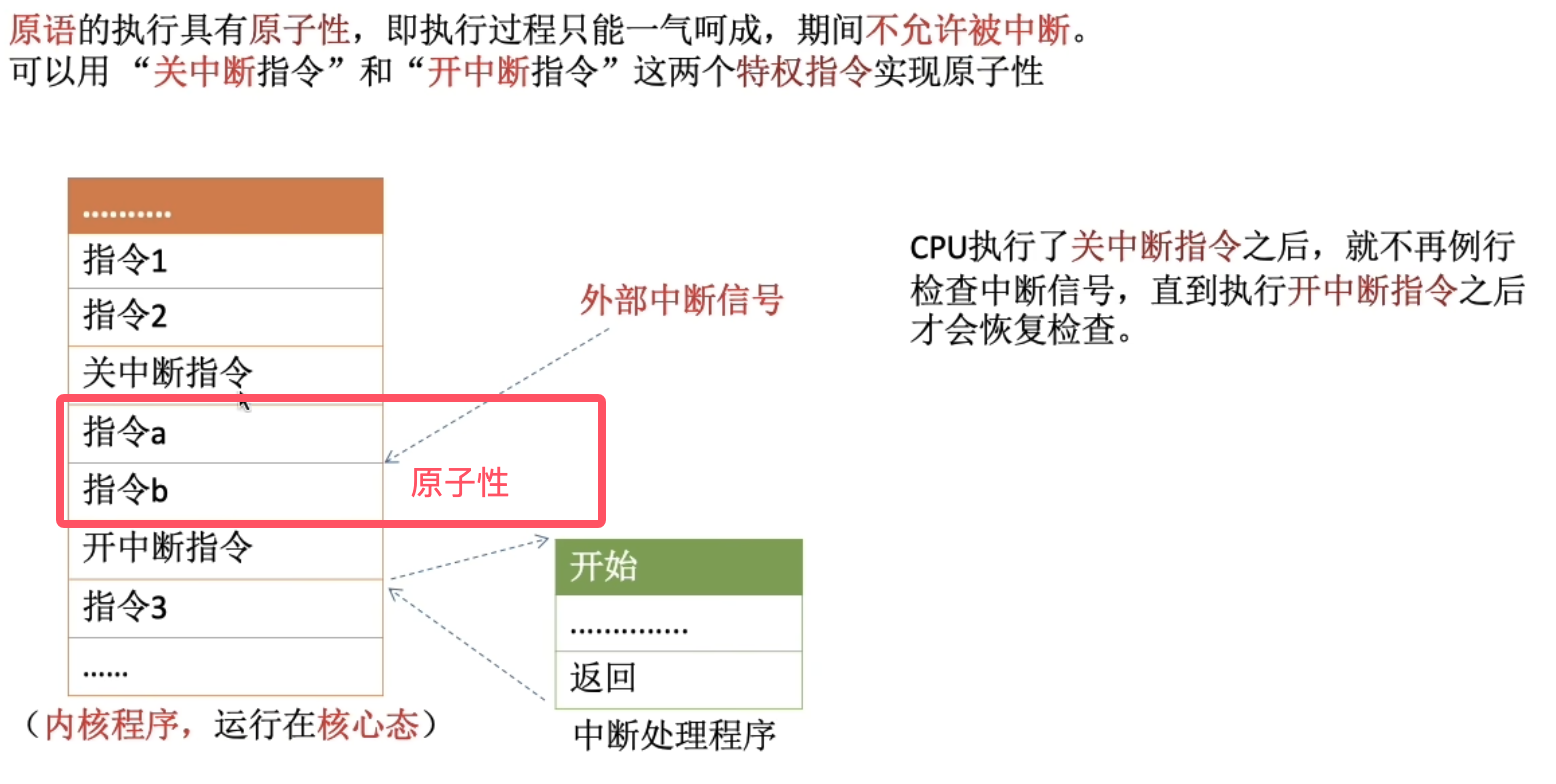 原语的执行具有原子性，即执行过程只能一气呵成，期间不允许被中断。
可以用 “关中断指令”和“开中断指令”这两个特权指令实现原子性
..........
指令1
指令2
关中断指令
指令a
指令b
开中断指令
指令3
......
（内核程序，运行在核心态）
外部中断信号
原子性
开始
..............
返回
中断处理程序
CPU执行了关中断指令之后，就不再例行
检查中断信号，直到执行开中断指令之后
才会恢复检查。